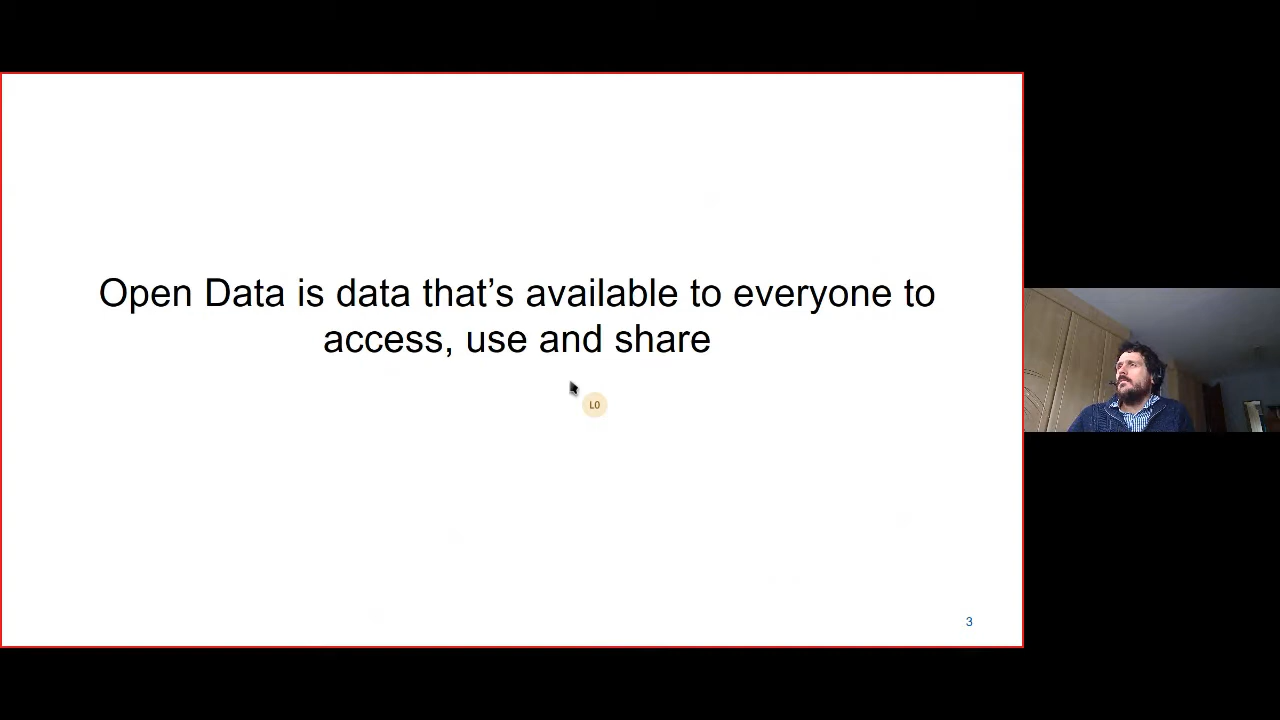 Open Data is data that’s available to everyone to
access, use and share
LO
3